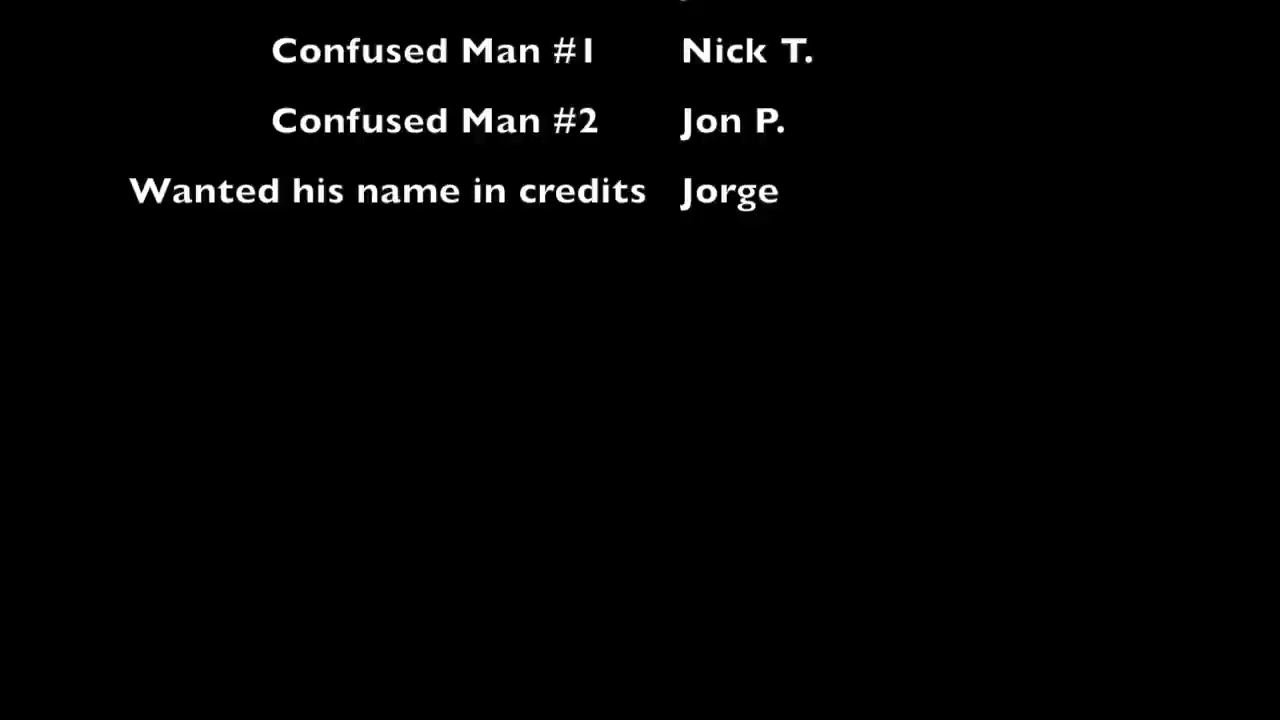 Confused Man #1 Nick T.
Confused Man #2 Jon P.
Wanted his name in credits Jorge